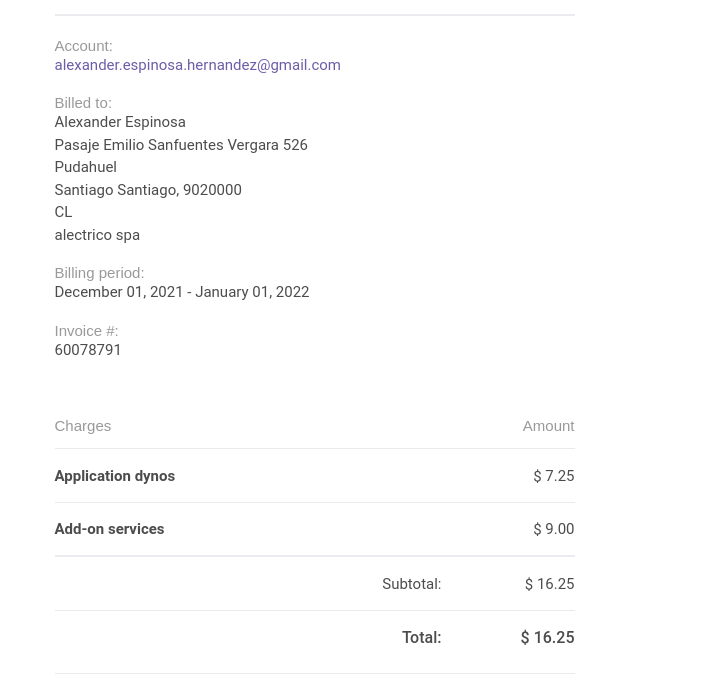 Account:
alexander.espinosa.hernandez@gmail.com
Billed to:
Alexander Espinosa
Pasaje Emilio Sanfuentes Vergara 526
Pudahuel
Santiago Santiago, 9020000
CL
alectrico spa
Billing period:
December 01, 2021 - January 01, 2022
Invoice #:
60078791
Charges Amount
Application dynos $ 7.25
Add-on services $ 9.00
Subtotal: $ 16.25
Total: $ 16.25